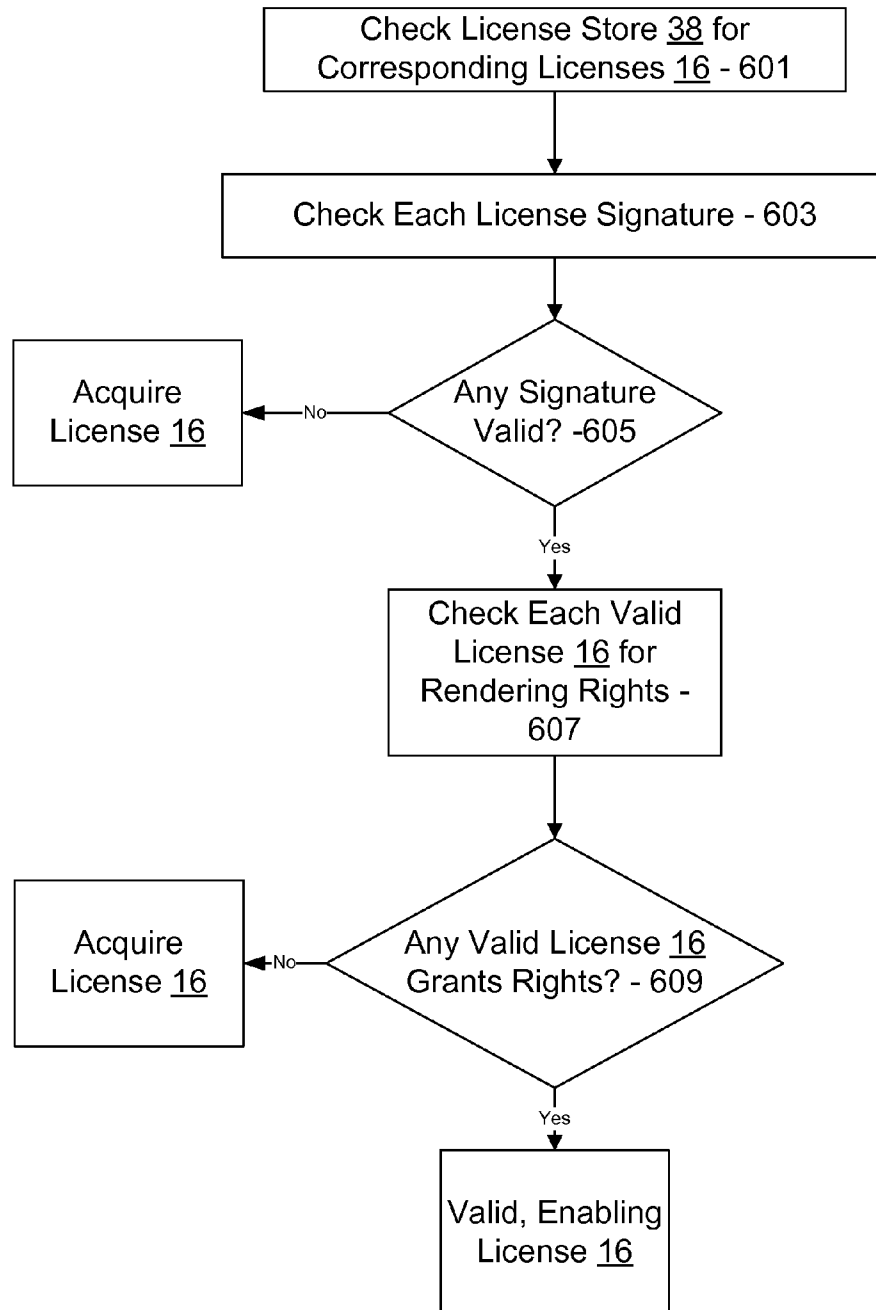 Check License Store 38 for
Corresponding Licenses 16 - 601
Check Each License Signature - 603
Any Signature
Valid? -605
No
Acquire
License 16
Yes
Check Each Valid
License 16 for
Rendering Rights -
607
Any Valid License 16
Grants Rights? - 609
No
Acquire
License 16
Yes
Valid, Enabling
License 16